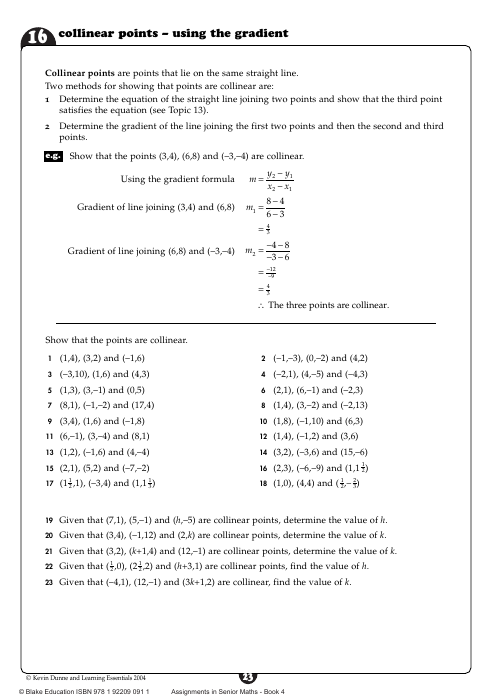 16 collinear points – using the gradient
Collinear points are points that lie on the same straight line.
Two methods for showing that points are collinear are:
1 Determine the equation of the straight line joining two points and show that the third point
satisfies the equation (see Topic 13).
2 Determine the gradient of the line joining the first two points and then the second and third
points.
e.g. Show that the points (3,4), (6,8) and (–3,–4) are collinear.
Using the gradient formula m = (y₂ – y₁)/(x₂ – x₁)
Gradient of line joining (3,4) and (6,8) m₁ = (8 – 4)/(6 – 3)
= 4/3
Gradient of line joining (6,8) and (–3,–4) m₂ = (–4 – 8)/(–3 – 6)
= –12/–9
= 4/3
∴ The three points are collinear.
Show that the points are collinear.
1 (1,4), (3,2) and (–1,6) 2 (–1,–3), (0,–2) and (4,2)
3 (–3,10), (1,6) and (4,3) 4 (–2,1), (4,–5) and (–4,3)
5 (1,3), (3,–1) and (0,5) 6 (2,1), (6,–1) and (–2,3)
7 (8,1), (–1,–2) and (17,4) 8 (1,4), (3,–2) and (–2,13)
9 (3,4), (1,6) and (–1,8) 10 (1,8), (–1,10) and (6,3)
11 (6,–1), (3,–4) and (8,1) 12 (1,4), (–1,2) and (3,6)
13 (1,2), (–1,6) and (4,–4) 14 (3,2), (–3,6) and (15,–6)
15 (2,1), (5,2) and (–7,–2) 16 (2,3), (–6,–9) and (1,1½)
17 (1½,1), (–3,4) and (1,1⅓) 18 (1,0), (4,4) and (½,–⅔)
19 Given that (7,1), (5,–1) and (h,–5) are collinear points, determine the value of h.
20 Given that (3,4), (–1,12) and (2,k) are collinear points, determine the value of k.
21 Given that (3,2), (k+1,4) and (12,–1) are collinear points, determine the value of k.
22 Given that (½,0), (2½,2) and (h+3,1) are collinear points, find the value of h.
23 Given that (–4,1), (12,–1) and (3k+1,2) are collinear, find the value of k.
© Kevin Dunne and Learning Essentials 2004
23
© Blake Education ISBN 978 1 92209 091 1 Assignments in Senior Maths - Book 4